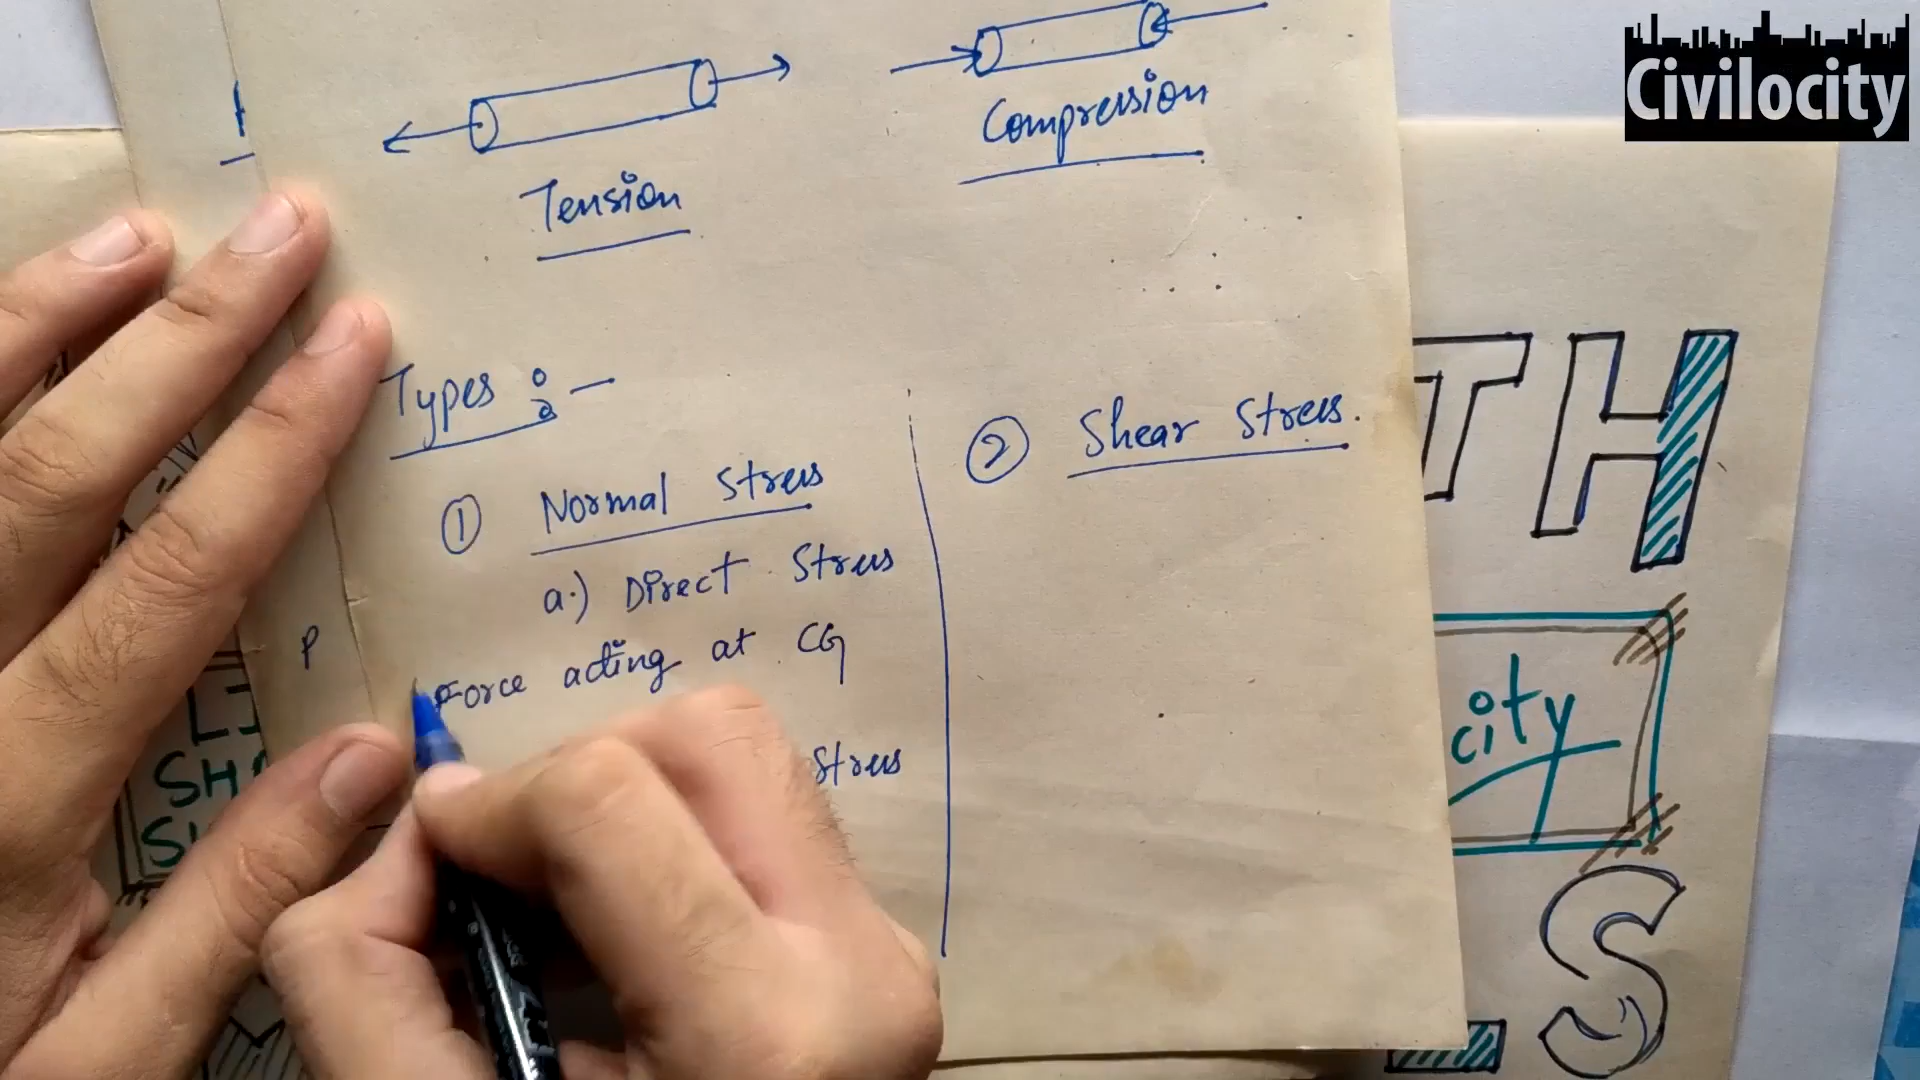 Civilocity
Tension
Compression
Types :-
① Normal Stress
a.) Direct Stress
Force acting at CG
Stress
② Shear Stress.
P
TH
city
S